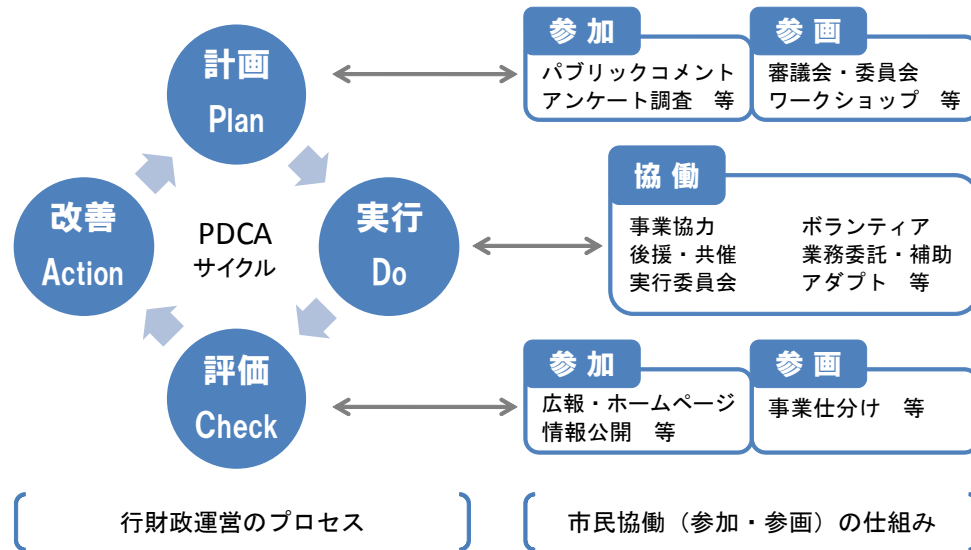 計画
Plan
実行
Do
評価
Check
改善
Action
PDCA
サイクル
参加
パブリックコメント
アンケート調査　等
参画
審議会・委員会
ワークショップ　等
協働
事業協力
後援・共催
実行委員会
ボランティア
業務委託・補助
アダプト　等
参加
広報・ホームページ
情報公開　等
参画
事業仕分け　等
行財政運営のプロセス
市民協働（参加・参画）の仕組み